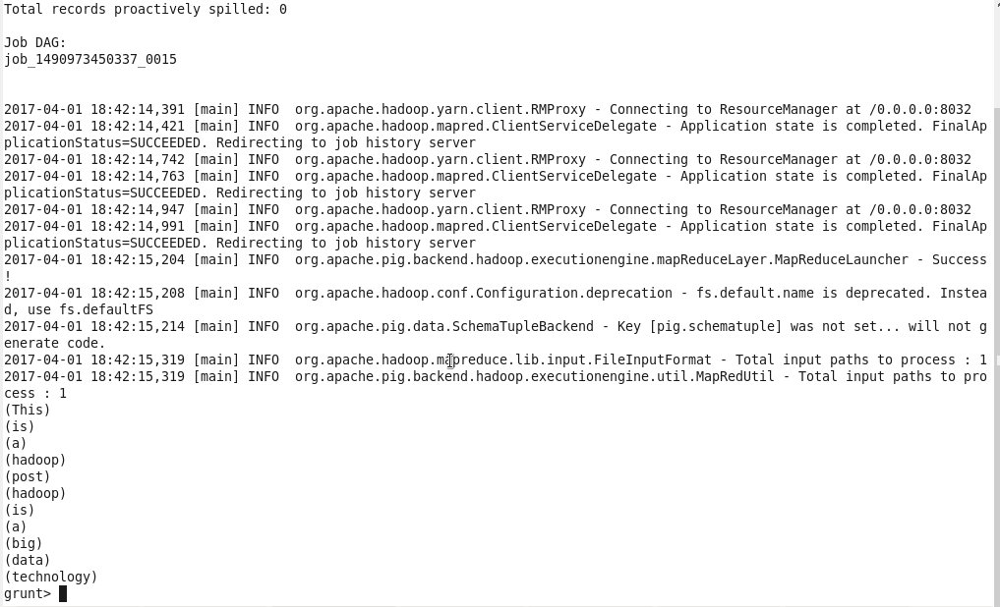 Total records proactively spilled: 0
Job DAG:
job_1490973450337_0015
2017-04-01 18:42:14,391 [main] INFO  org.apache.hadoop.yarn.client.RMProxy - Connecting to ResourceManager at /0.0.0.0:8032
2017-04-01 18:42:14,421 [main] INFO  org.apache.hadoop.mapred.ClientServiceDelegate - Application state is completed. FinalAp
plicationStatus=SUCCEEDED. Redirecting to job history server
2017-04-01 18:42:14,742 [main] INFO  org.apache.hadoop.yarn.client.RMProxy - Connecting to ResourceManager at /0.0.0.0:8032
2017-04-01 18:42:14,763 [main] INFO  org.apache.hadoop.mapred.ClientServiceDelegate - Application state is completed. FinalAp
plicationStatus=SUCCEEDED. Redirecting to job history server
2017-04-01 18:42:14,947 [main] INFO  org.apache.hadoop.yarn.client.RMProxy - Connecting to ResourceManager at /0.0.0.0:8032
2017-04-01 18:42:14,991 [main] INFO  org.apache.hadoop.mapred.ClientServiceDelegate - Application state is completed. FinalAp
plicationStatus=SUCCEEDED. Redirecting to job history server
2017-04-01 18:42:15,204 [main] INFO  org.apache.pig.backend.hadoop.executionengine.mapReduceLayer.MapReduceLauncher - Success
!
2017-04-01 18:42:15,208 [main] INFO  org.apache.hadoop.conf.Configuration.deprecation - fs.default.name is deprecated. Instea
d, use fs.defaultFS
2017-04-01 18:42:15,214 [main] INFO  org.apache.pig.data.SchemaTupleBackend - Key [pig.schematuple] was not set... will not g
enerate code.
2017-04-01 18:42:15,319 [main] INFO  org.apache.hadoop.mapreduce.lib.input.FileInputFormat - Total input paths to process : 1
2017-04-01 18:42:15,319 [main] INFO  org.apache.pig.backend.hadoop.executionengine.util.MapRedUtil - Total input paths to pro
cess : 1
(This)
(is)
(a)
(hadoop)
(post)
(hadoop)
(is)
(a)
(big)
(data)
(technology)
grunt>